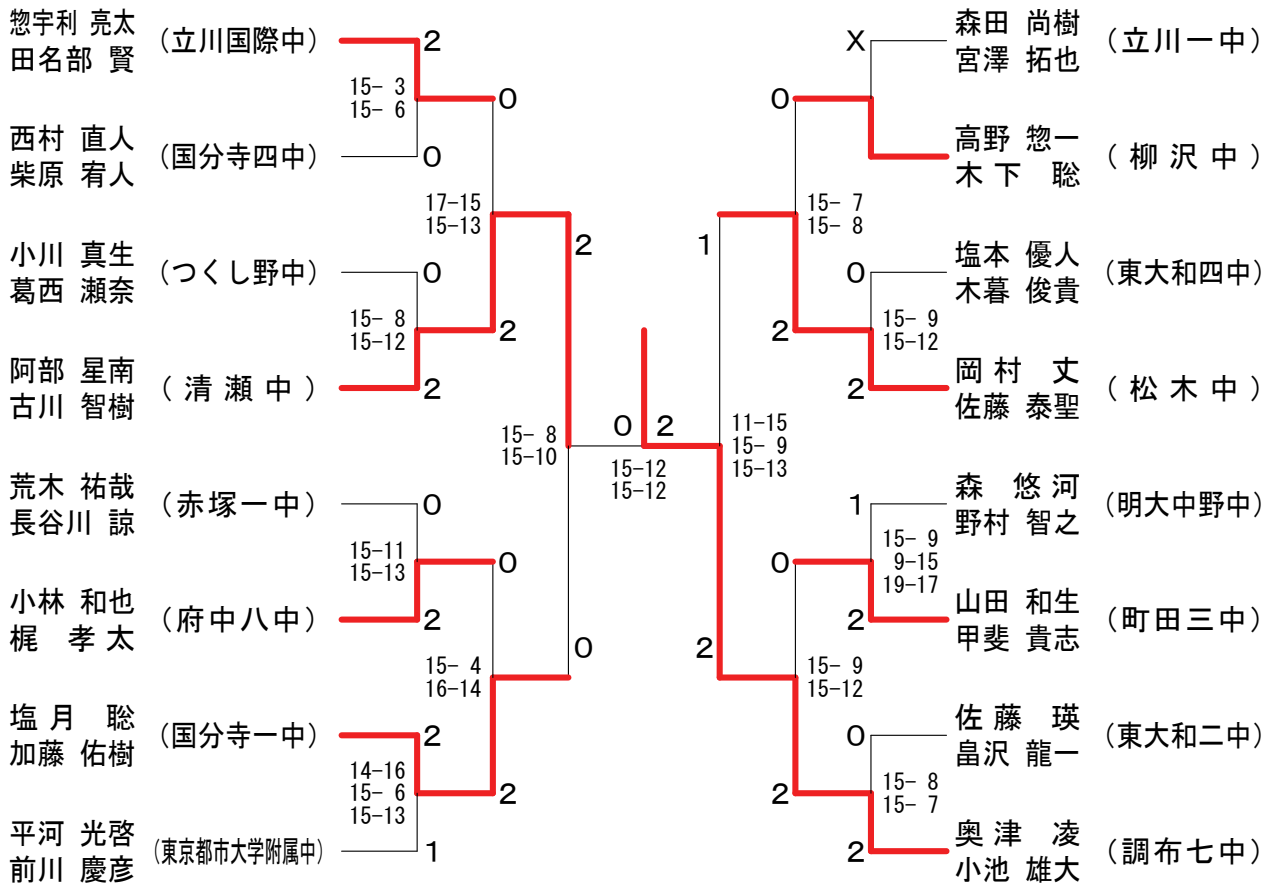 惣宇利 亮太
田名部 賢
(立川国際中)
2
15- 3
15- 6
0
西村 直人
柴原 宥人
(国分寺四中)
0
17-15
15-13
2
小川 真生
葛西 瀬奈
(つくし野中)
0
15- 8
15-12
2
阿部 星南
古川 智樹
(清瀬中)
2
15- 8
15-10
0
2
15-12
15-12
荒木 祐哉
長谷川 諒
(赤塚一中)
0
15-11
15-13
0
小林 和也
梶 孝太
(府中八中)
2
15- 4
16-14
0
塩月 聡
加藤 佑樹
(国分寺一中)
2
14-16
15- 6
15-13
2
平河 光啓
前川 慶彦
(東京都市大学附属中)
1
X
森田 尚樹
宮澤 拓也
(立川一中)
0
高野 惣一
木下 聡
(柳沢中)
15- 7
15- 8
1
0
塩本 優人
木暮 俊貴
(東大和四中)
15- 9
15-12
2
2
岡村 丈
佐藤 泰聖
(松木中)
11-15
15- 9
15-13
1
森 悠河
野村 智之
(明大中野中)
15- 9
9-15
19-17
0
2
山田 和生
甲斐 貴志
(町田三中)
2
15- 9
15-12
0
佐藤 瑛
畠沢 龍一
(東大和二中)
15- 8
15- 7
2
2
奥津 凌
小池 雄大
(調布七中)